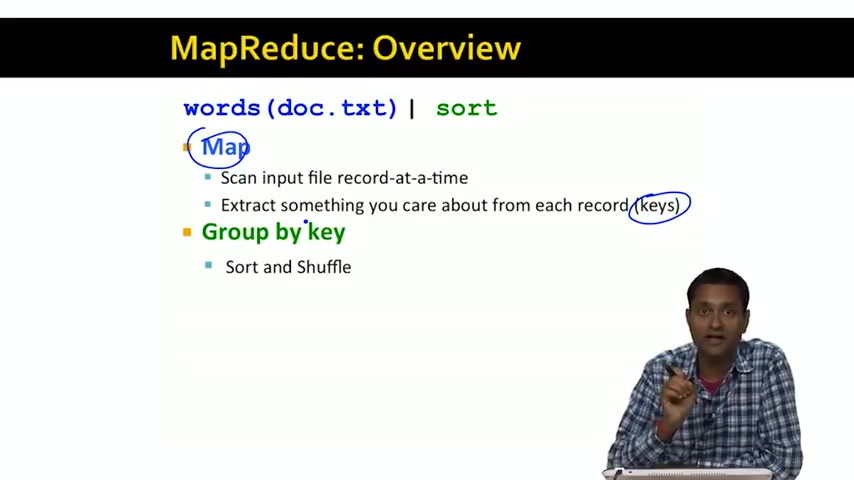 MapReduce: Overview
words(doc.txt)| sort
Map
Scan input file record-at-a-time
Extract something you care about from each record (keys)
Group by key
Sort and Shuffle